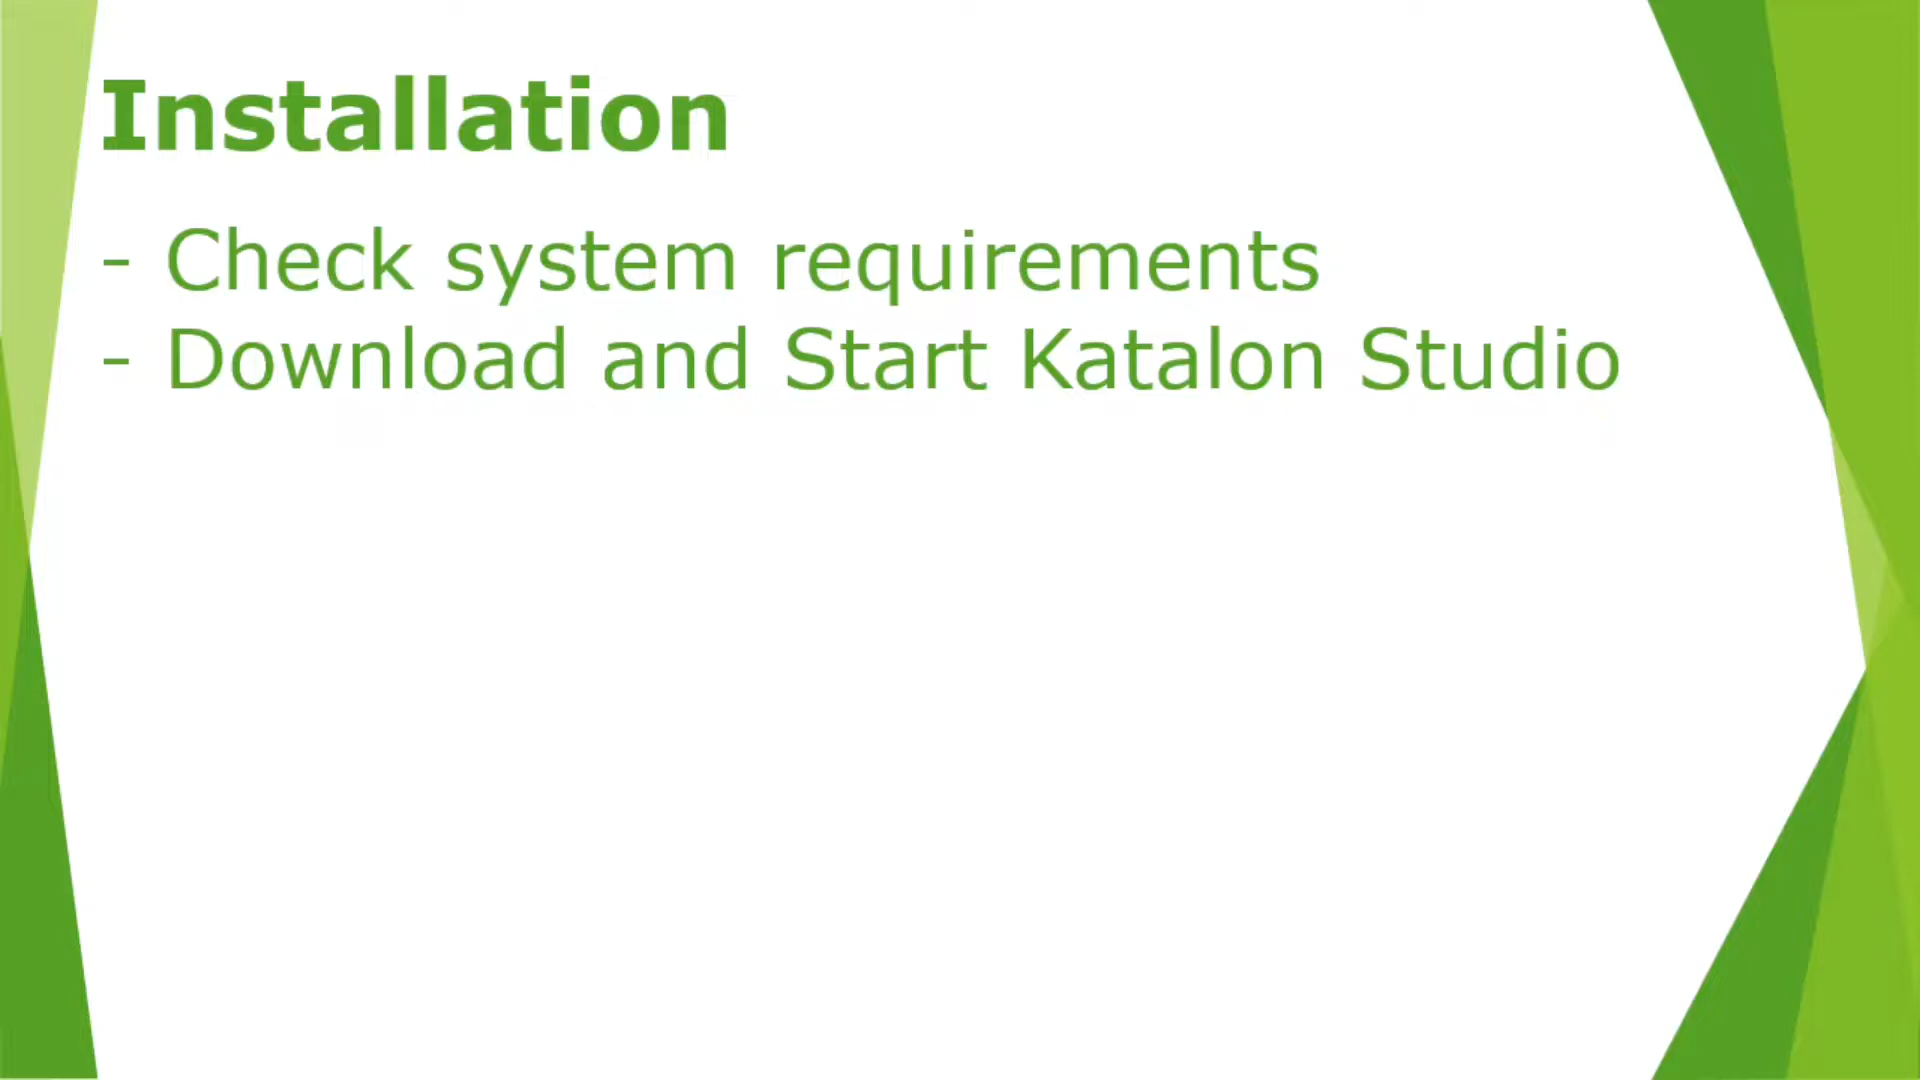 Installation
- Check system requirements
- Download and Start Katalon Studio